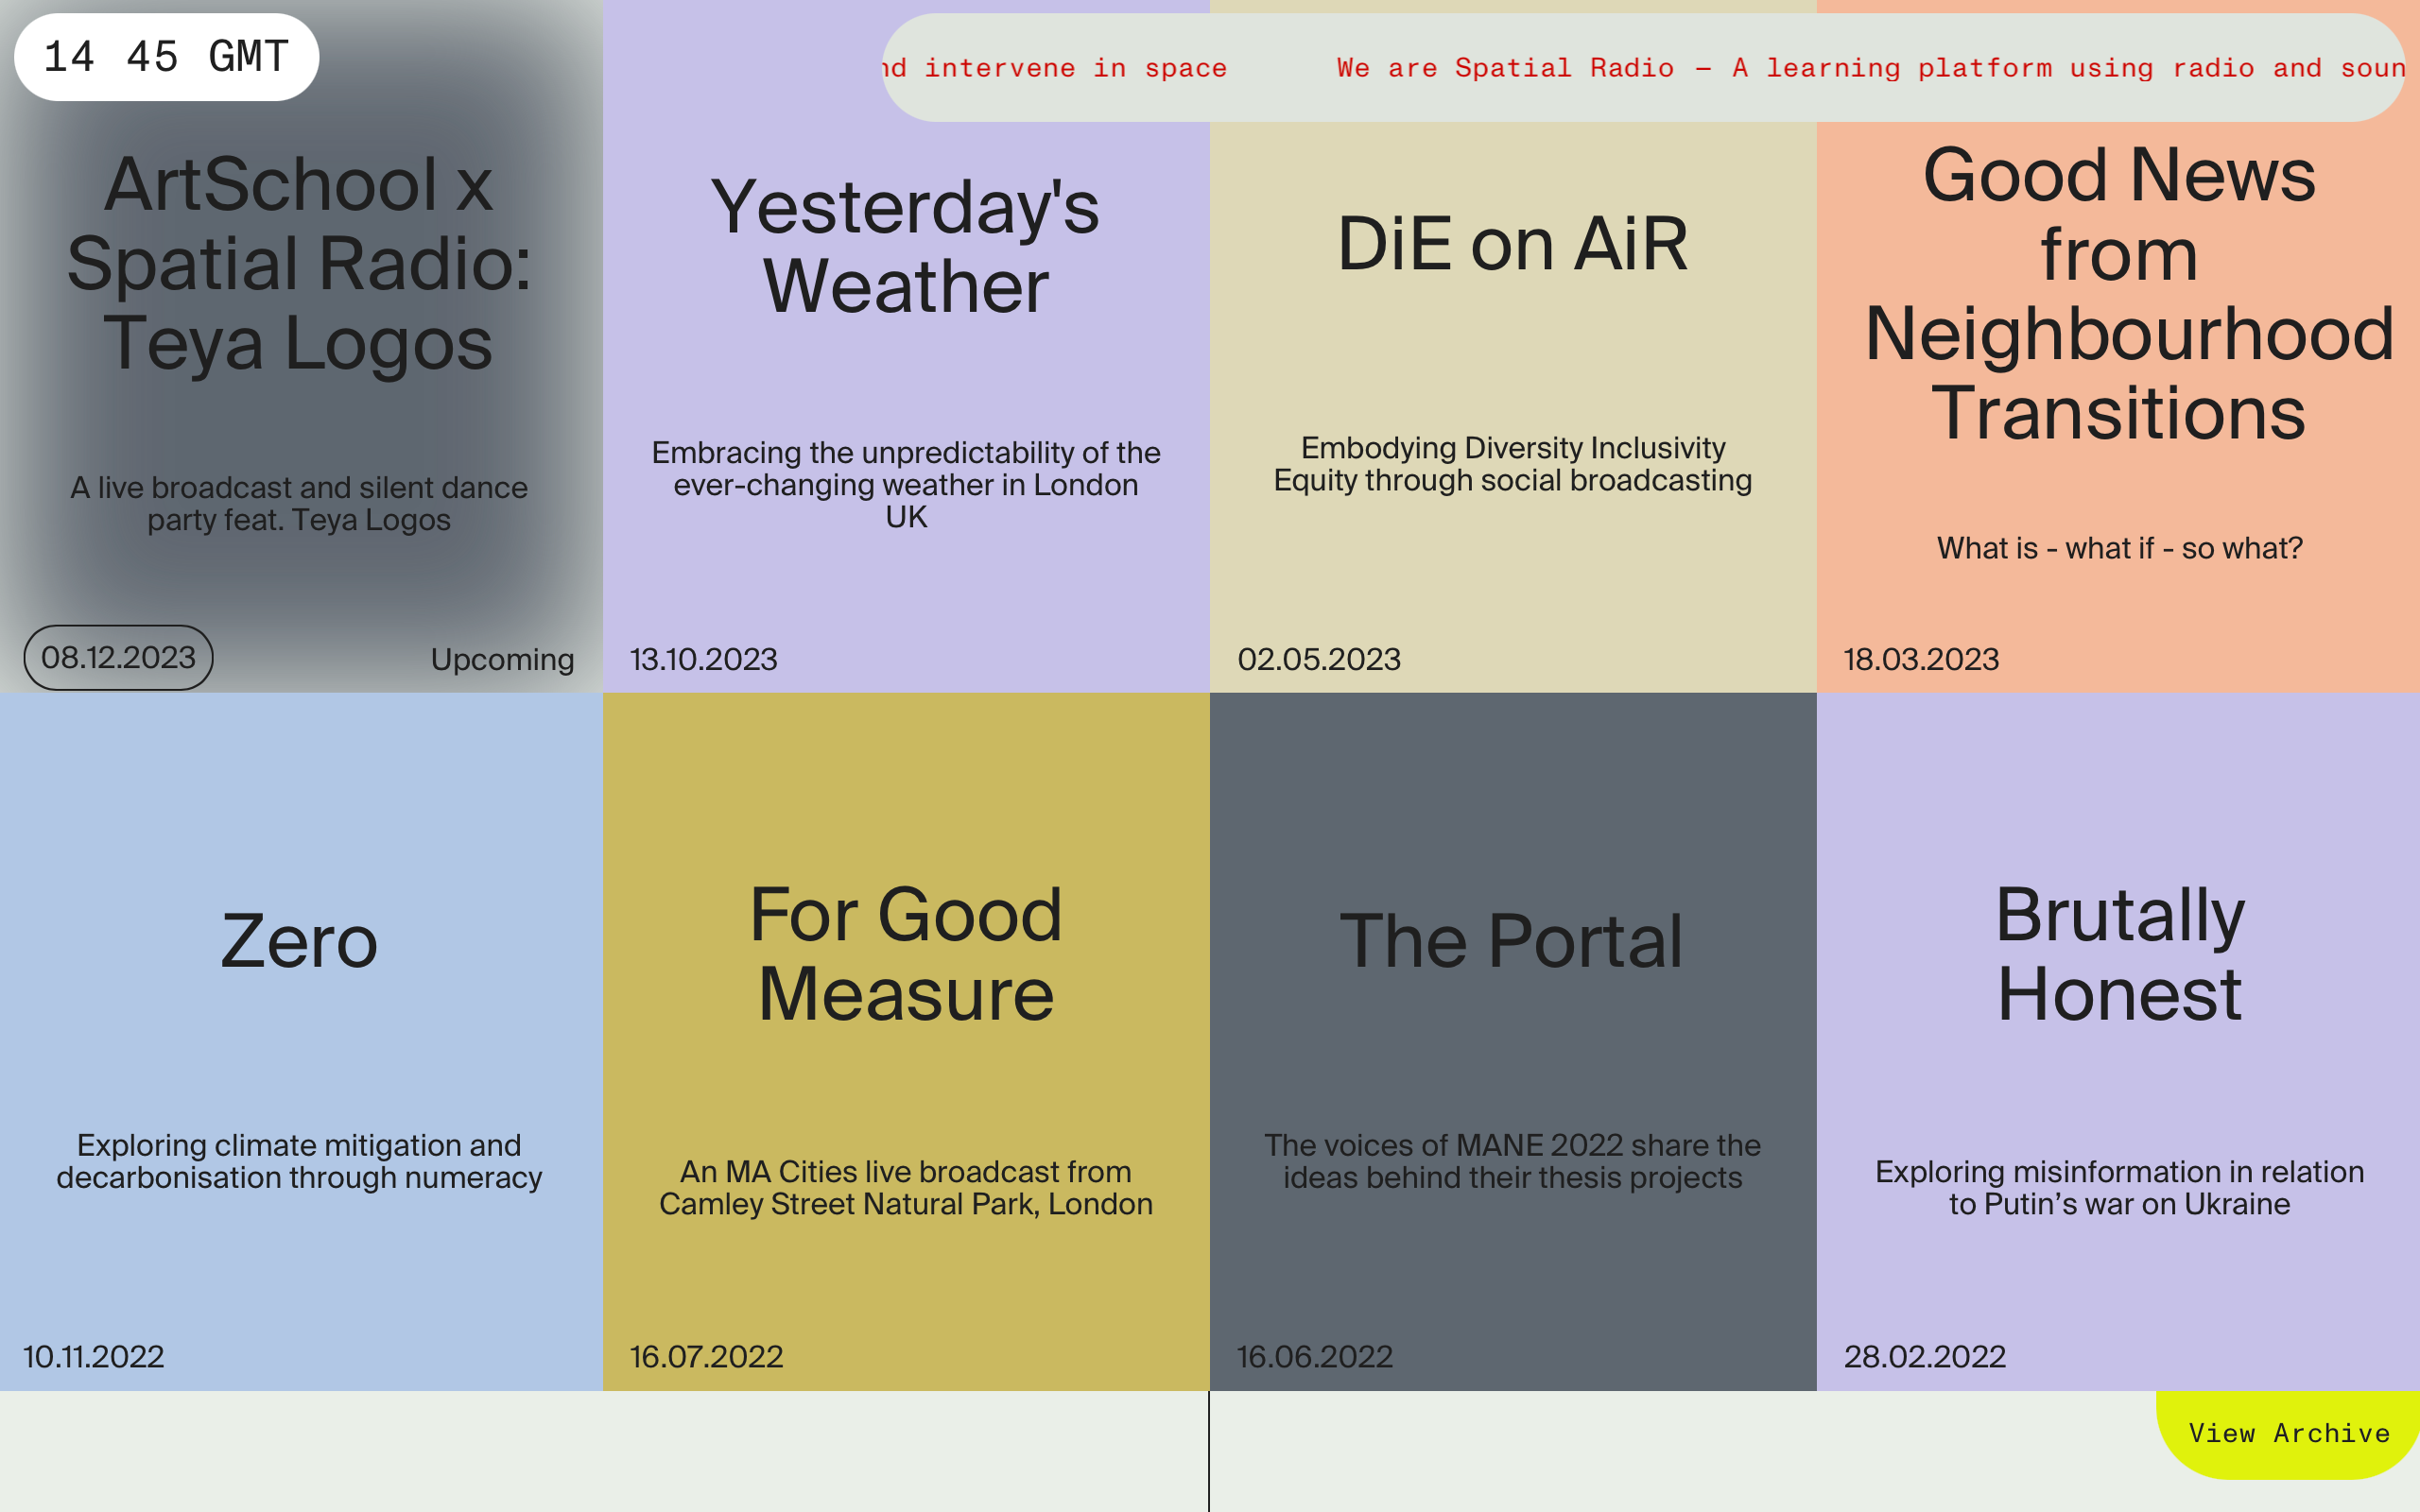 14 45 GMT
intervene in space
We are Spatial Radio — A learning platform using radio and
ArtSchool x
Spatial Radio:
Teya Logos
A live broadcast and silent dance
party feat. Teya Logos
08.12.2023
Upcoming
Yesterday's
Weather
Embracing the unpredictability of the
ever-changing weather in London
UK
13.10.2023
DiE on AiR
Embodying Diversity Inclusivity
Equity through social broadcasting
02.05.2023
Good News
from
Neighbourhood
Transitions
What is - what if - so what?
18.03.2023
Zero
Exploring climate mitigation and
decarbonisation through numeracy
10.11.2022
For Good
Measure
An MA Cities live broadcast from
Camley Street Natural Park, London
16.07.2022
The Portal
The voices of MANE 2022 share the
ideas behind their thesis projects
16.06.2022
Brutally
Honest
Exploring misinformation in relation
to Putin’s war on Ukraine
28.02.2022
View Archive